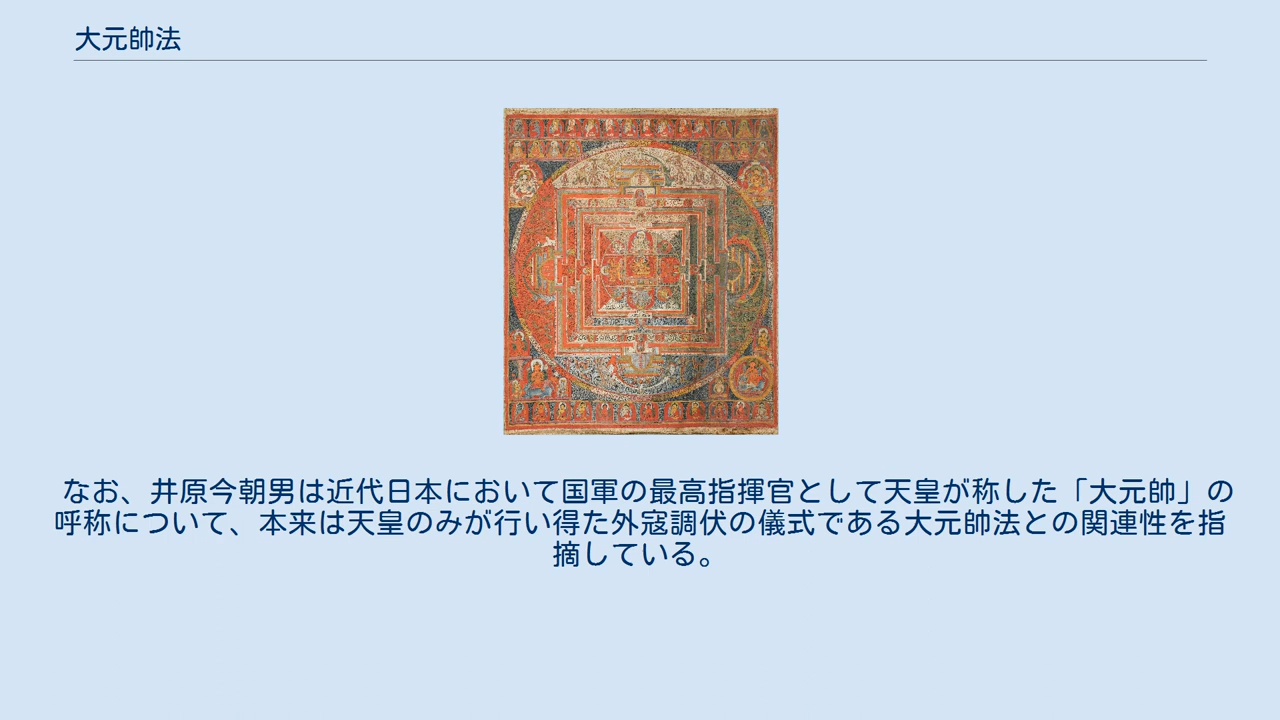 大元帥法
なお、井原今朝男は近代日本において国軍の最高指揮官として天皇が称した「大元帥」の
呼称について、本来は天皇のみが行い得た外寇調伏の儀式である大元帥法との関連性を指
摘している。